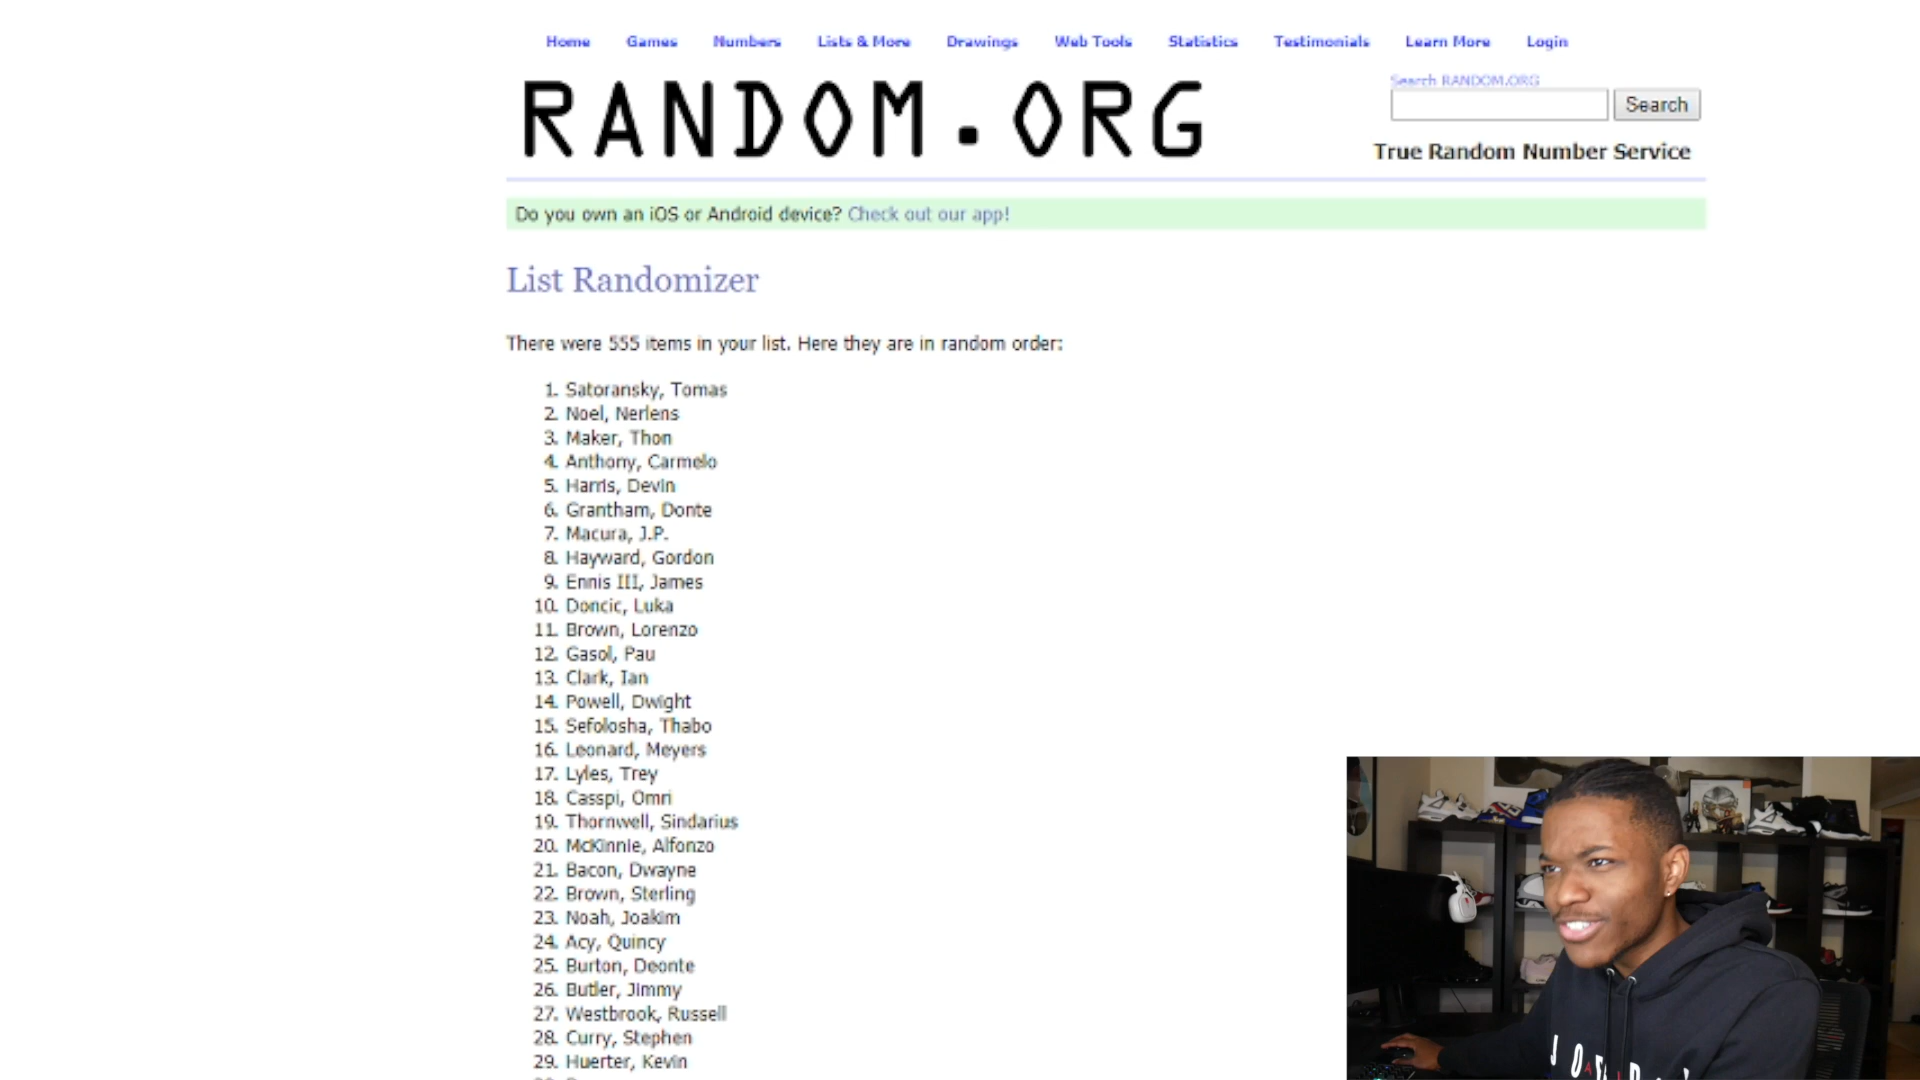 Home Games Numbers Lists & More Drawings Web Tools Statistics Testimonials Learn More Login
RANDOM.ORG
Search RANDOM.ORG
Search
True Random Number Service
Do you own an iOS or Android device? Check out our app!
List Randomizer
There were 555 items in your list. Here they are in random order:
1. Satoransky, Tomas
2. Noel, Nerlens
3. Maker, Thon
4. Anthony, Carmelo
5. Harris, Devin
6. Grantham, Donte
7. Macura, J.P.
8. Hayward, Gordon
9. Ennis III, James
10. Doncic, Luka
11. Brown, Lorenzo
12. Gasol, Pau
13. Clark, Ian
14. Powell, Dwight
15. Sefolosha, Thabo
16. Leonard, Meyers
17. Lyles, Trey
18. Casspi, Omri
19. Thornwell, Sindarius
20. McKinnie, Alfonzo
21. Bacon, Dwayne
22. Brown, Sterling
23. Noah, Joakim
24. Acy, Quincy
25. Burton, Deonte
26. Butler, Jimmy
27. Westbrook, Russell
28. Curry, Stephen
29. Huerter, Kevin